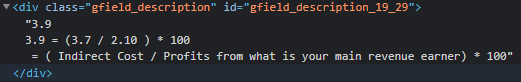 ▼<div class="gfield_description" id="gfield_description_19_29">
"3.9
3.9 = (3.7 / 2.10 ) * 100
= ( Indirect Cost / Profits from what is your main revenue earner) * 100"
</div>